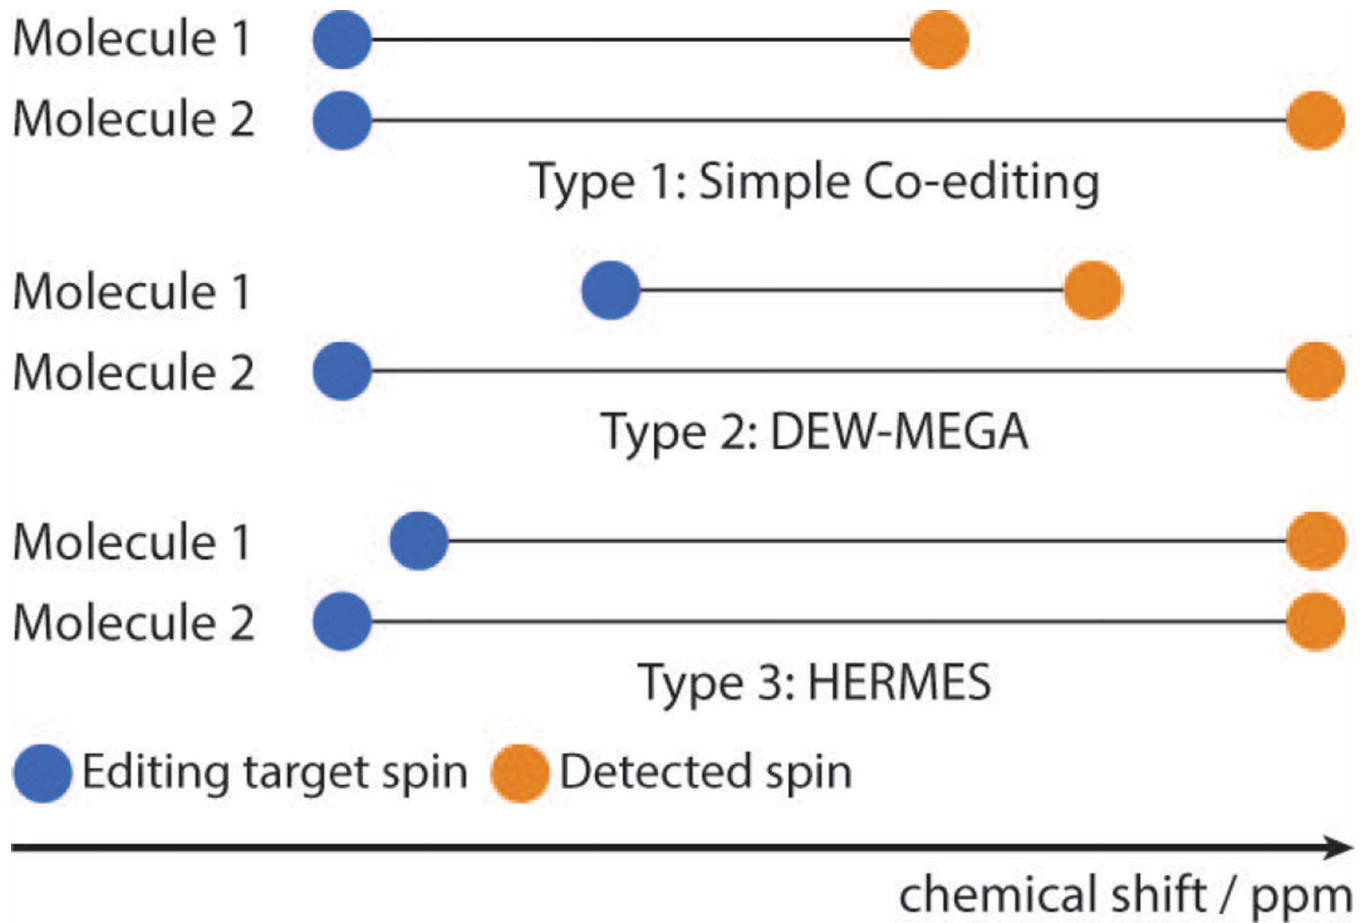 Molecule 1
Molecule 2
Type 1: Simple Co-editing
Molecule 1
Molecule 2
Type 2: DEW-MEGA
Molecule 1
Molecule 2
Type 3: HERMES
Editing target spin Detected spin
chemical shift / ppm